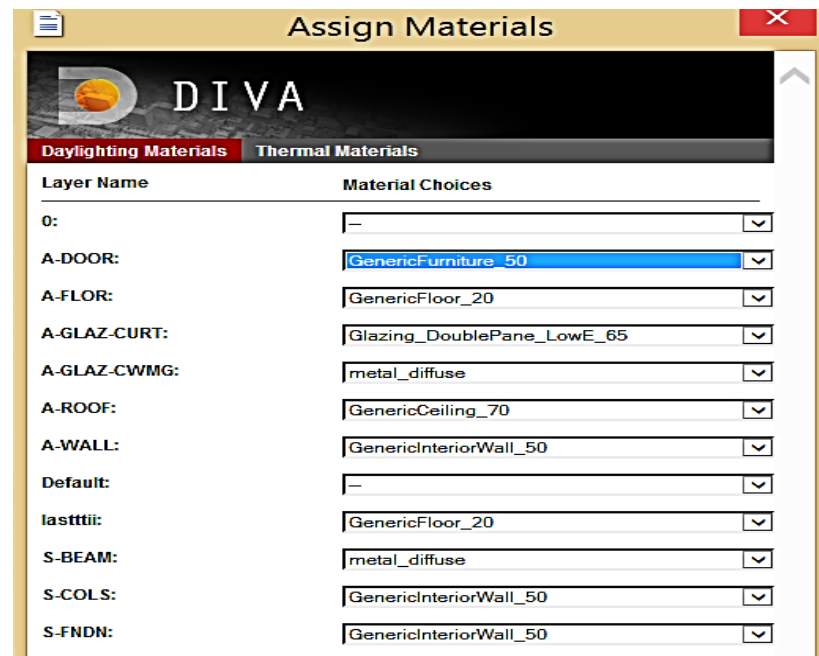 Assign Materials
DIVA
Daylighting Materials Thermal Materials
Layer Name Material Choices
0: --
A-DOOR: GenericFurniture_50
A-FLOR: GenericFloor_20
A-GLAZ-CURT: Glazing_DoublePane_LowE_65
A-GLAZ-CWMG: metal_diffuse
A-ROOF: GenericCeiling_70
A-WALL: GenericInteriorWall_50
Default: --
lastttii: GenericFloor_20
S-BEAM: metal_diffuse
S-COLS: GenericInteriorWall_50
S-FNDN: GenericInteriorWall_50